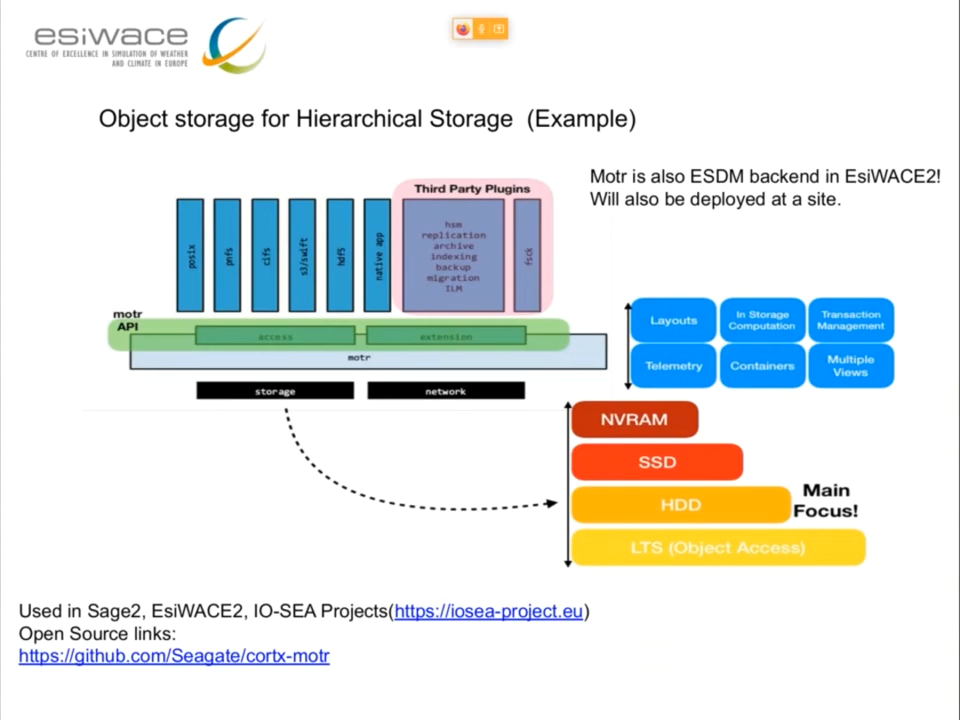 esiwace
CENTRE OF EXCELLENCE IN SIMULATION OF WEATHER
AND CLIMATE IN EUROPE
Object storage for Hierarchical Storage (Example)
Motr is also ESDM backend in EsiWACE2!
Will also be deployed at a site.
Third Party Plugins
posix
pnfs
cifs
s3/swift
hdf5
native app
hsm
replication
archive
indexing
backup
migration
ILM
fsck
motr
API
access
extension
motr
storage
network
Layouts
In Storage
Computation
Transaction
Management
Telemetry
Containers
Multiple
Views
NVRAM
SSD
HDD
Main
Focus!
LTS (Object Access)
Used in Sage2, EsiWACE2, IO-SEA Projects(https://iosea-project.eu)
Open Source links:
https://github.com/Seagate/cortx-motr